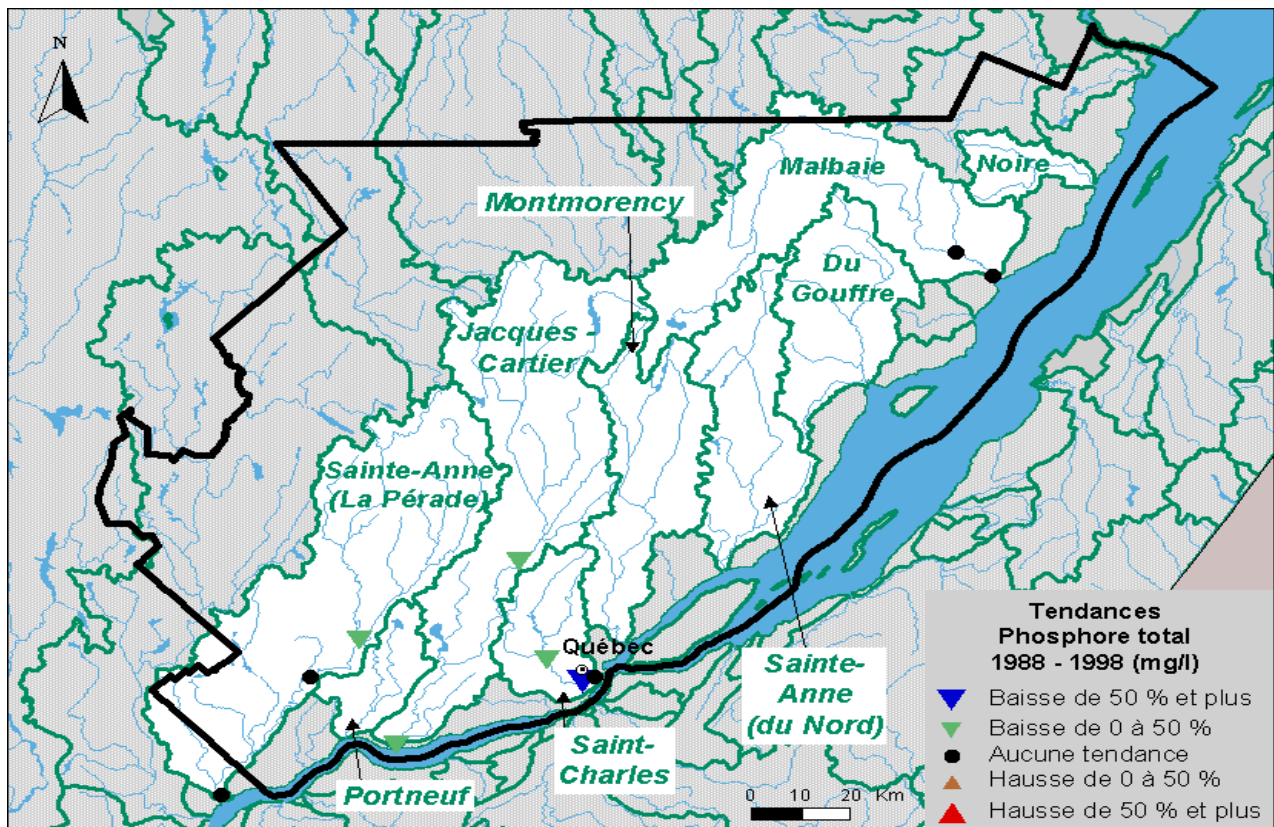 N
Malbaie
Noire
Montmorency
Du
Gouffre
Jacques -
Cartier
Sainte-Anne
(La Pérade)
Québec
Sainte-
Anne
(du Nord)
Saint-
Charles
Portneuf
0 10 20 Km
Tendances
Phosphore total
1988 - 1998 (mg/l)
Baisse de 50 % et plus
Baisse de 0 à 50 %
Aucune tendance
Hausse de 0 à 50 %
Hausse de 50 % et plus